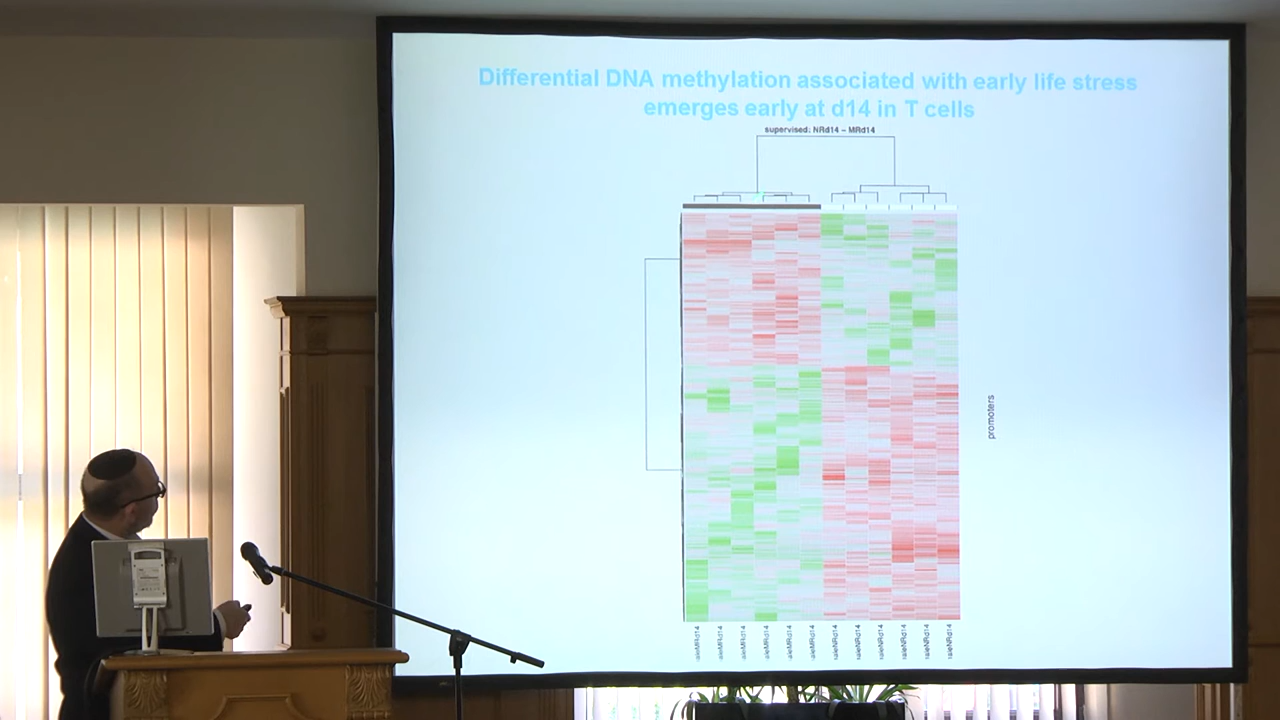 Differential DNA methylation associated with early life stress
emerges early at d14 in T cells
supervised: NRd14 – MRd14
promoters